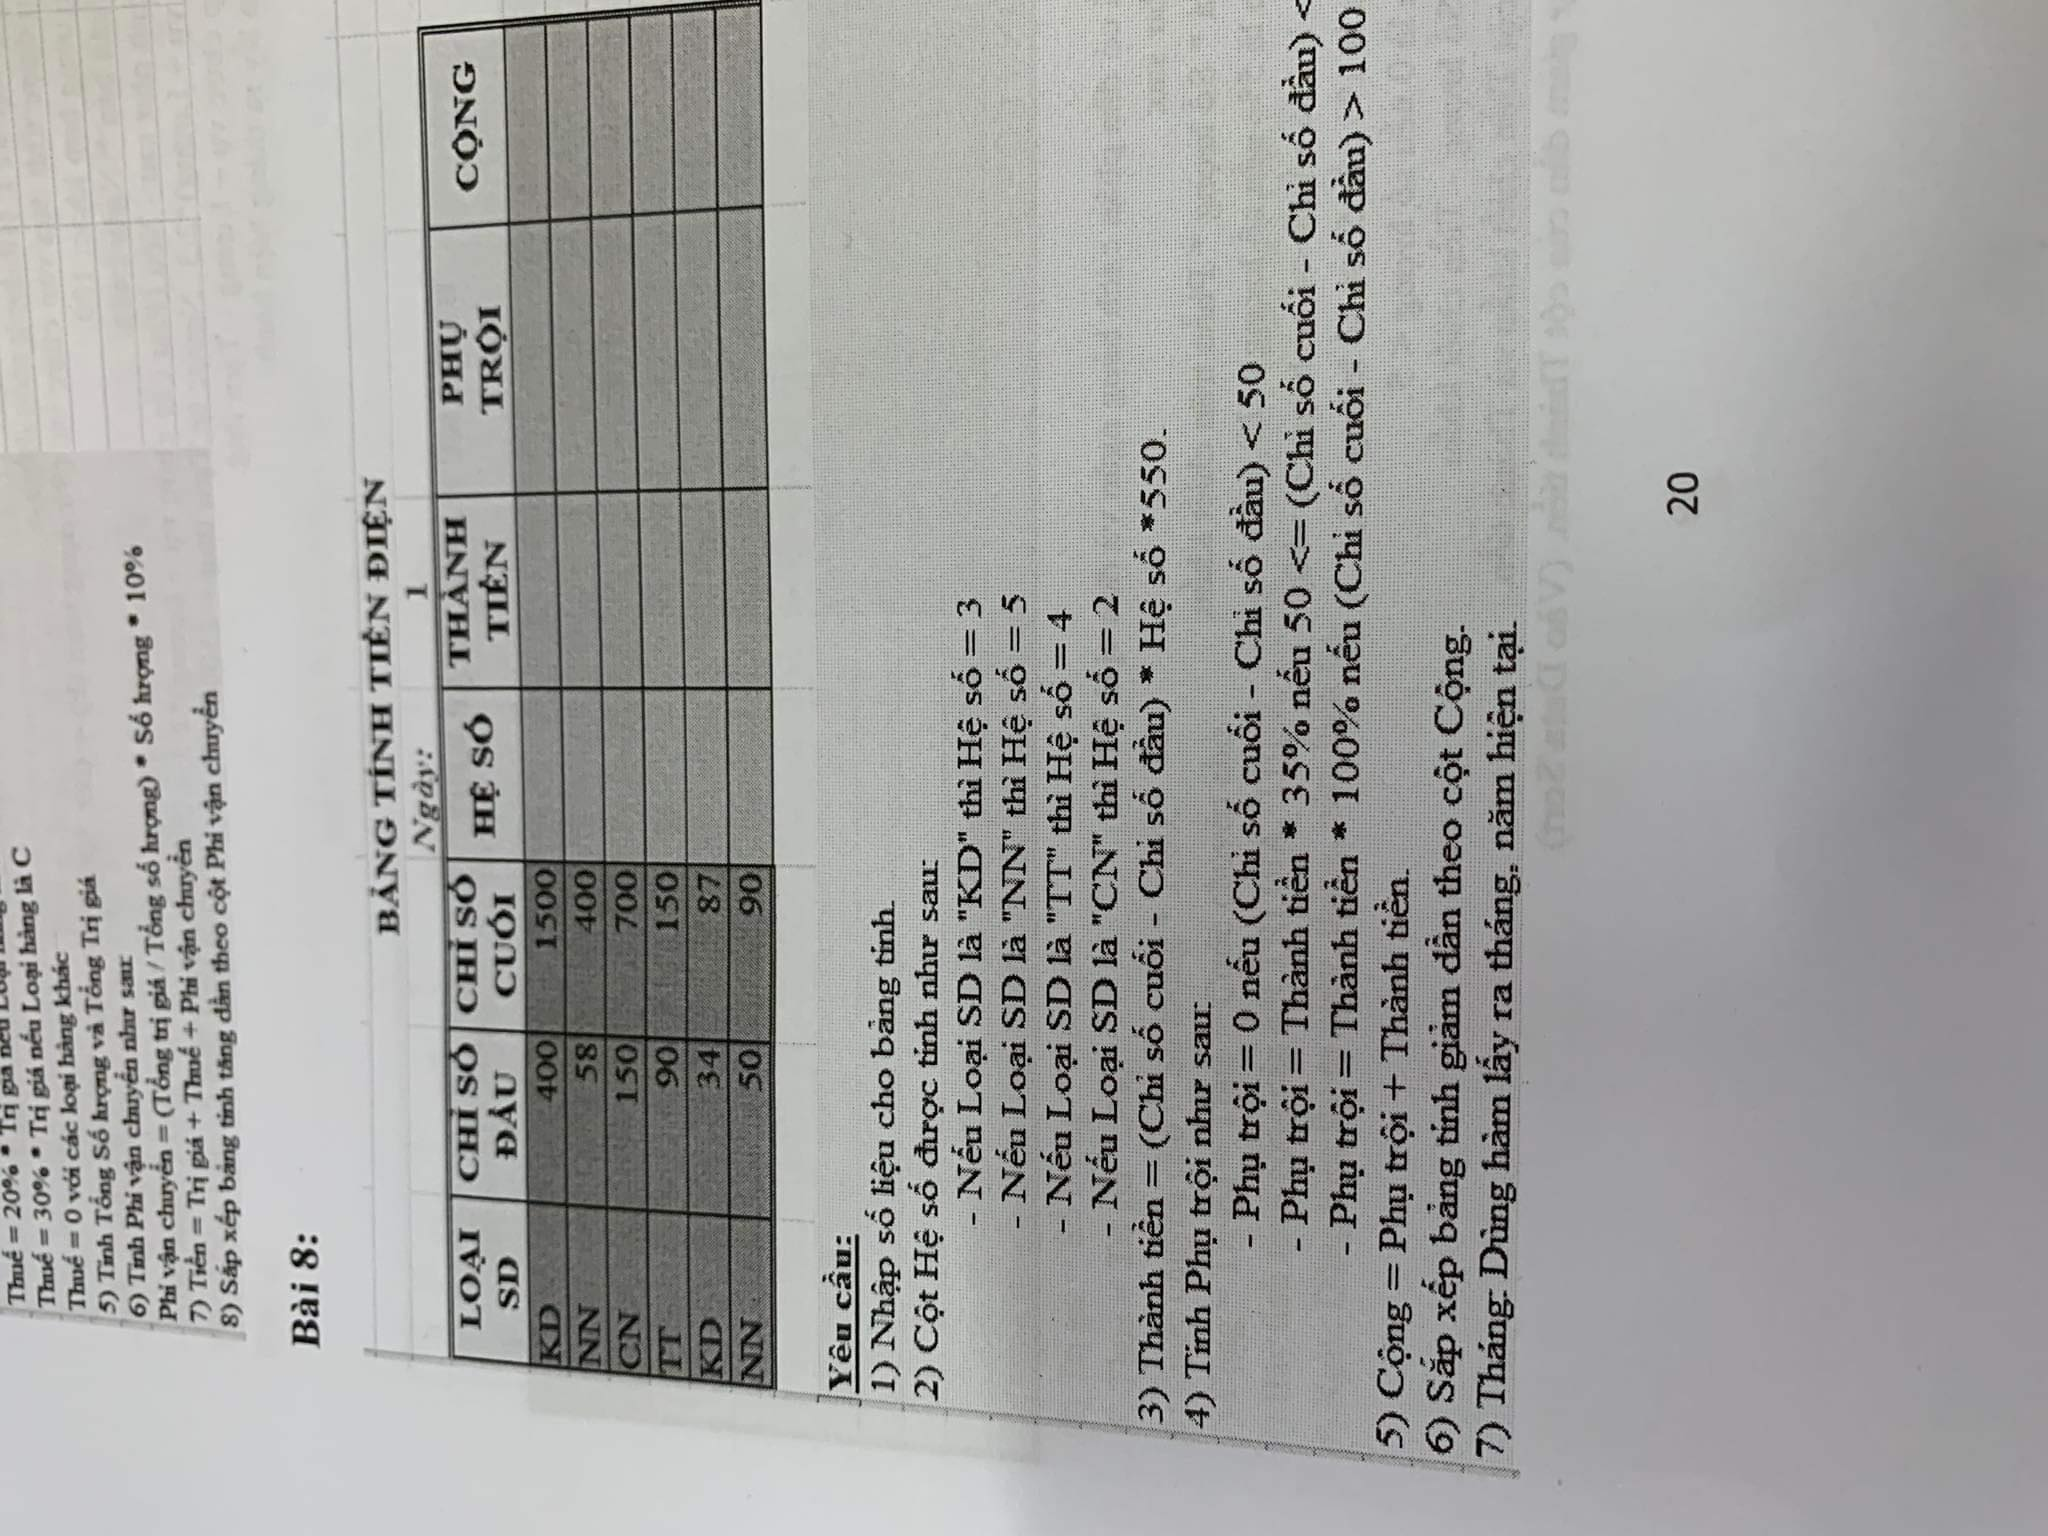 Thuế = 20% * Trị giá nếu Loại
Thuế = 30% * Trị giá nếu Loại hàng là C
Thuế = 0 với các loại hàng khác
5) Tính Tổng Số lượng và Tổng Trị giá
6) Tính Phí vận chuyển như sau:
Phí vận chuyển = (Tổng trị giá / Tổng số lượng) * Số lượng * 10%
7) Tiền = Trị giá + Thuế + Phí vận chuyển
8) Sắp xếp bảng tính tăng dần theo cột Phí vận chuyển
Bài 8:
BẢNG TÍNH TIỀN ĐIỆN
Ngày: 1
LOẠI SD CHỈ SỐ ĐẦU CHỈ SỐ CUỐI HỆ SỐ THÀNH TIỀN PHỤ TRỘI CỘNG
KD 400 1500
NN 58 400
CN 150 700
TT 90 150
KD 34 87
NN 50 90
Yêu cầu:
1) Nhập số liệu cho bảng tính.
2) Cột Hệ số được tính như sau:
- Nếu Loại SD là "KD" thì Hệ số = 3
- Nếu Loại SD là "NN" thì Hệ số = 5
- Nếu Loại SD là "TT" thì Hệ số = 4
- Nếu Loại SD là "CN" thì Hệ số = 2
3) Thành tiền = (Chỉ số cuối - Chỉ số đầu) * Hệ số *550.
4) Tính Phụ trội như sau:
- Phụ trội = 0 nếu (Chỉ số cuối - Chỉ số đầu) < 50
- Phụ trội = Thành tiền * 35% nếu 50 <= (Chỉ số cuối - Chỉ số đầu) <
- Phụ trội = Thành tiền * 100% nếu (Chỉ số cuối - Chỉ số đầu) > 100
5) Cộng = Phụ trội + Thành tiền.
6) Sắp xếp bảng tính giảm dần theo cột Cộng.
7) Tháng: Dùng hàm lấy ra tháng, năm hiện tại.
20